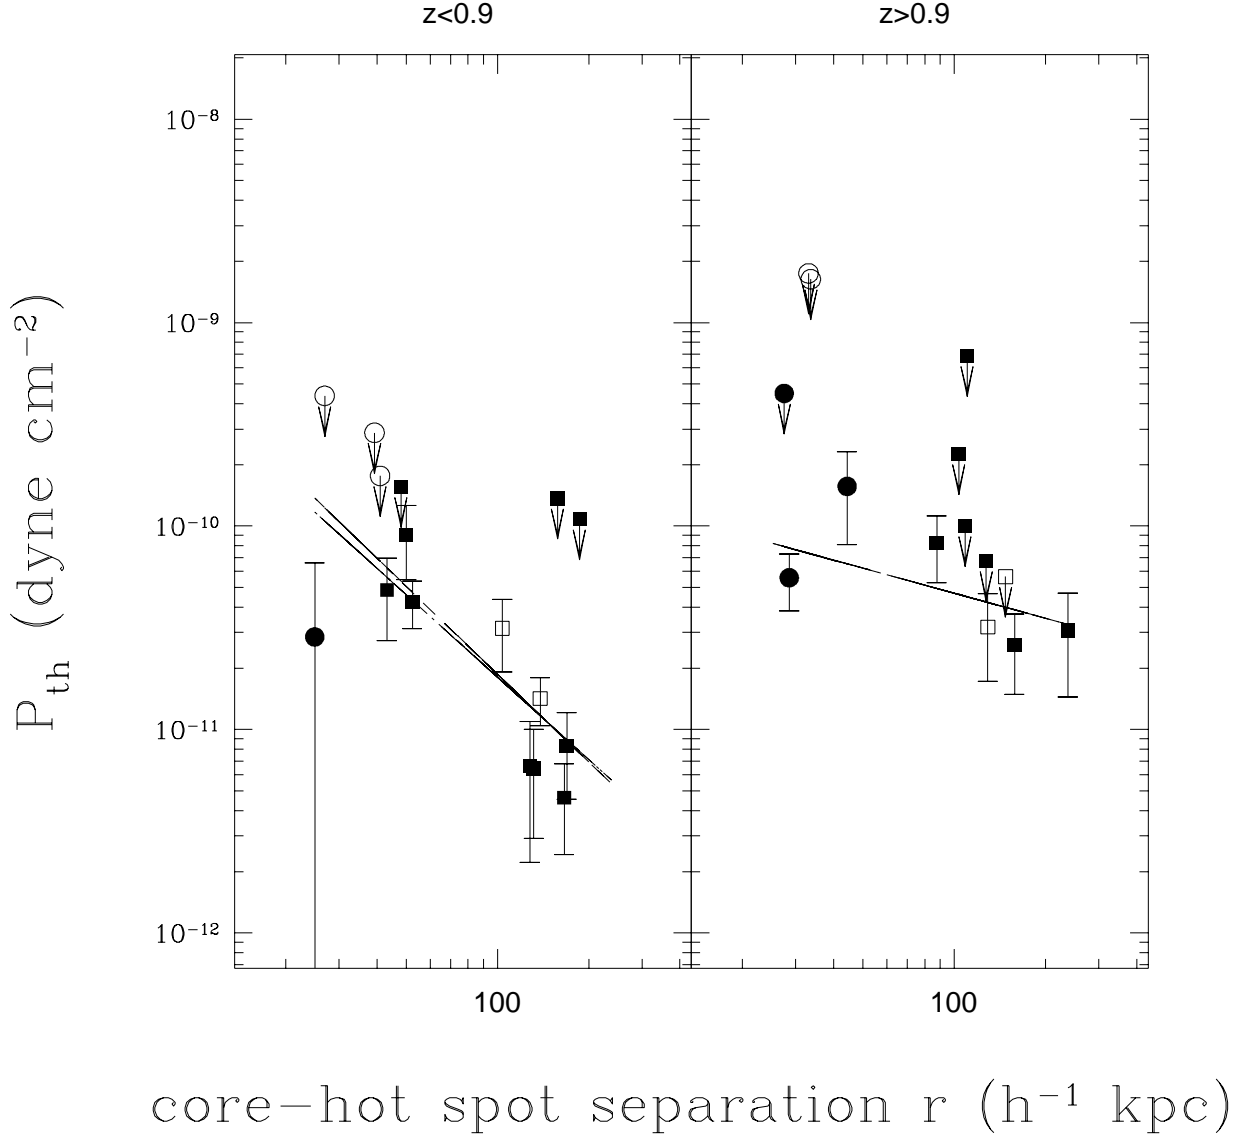 z<0.9
z>0.9
10⁻⁸
10⁻⁹
10⁻¹⁰
10⁻¹¹
10⁻¹²
P_th (dyne cm⁻²)
100
100
core−hot spot separation r (h⁻¹ kpc)